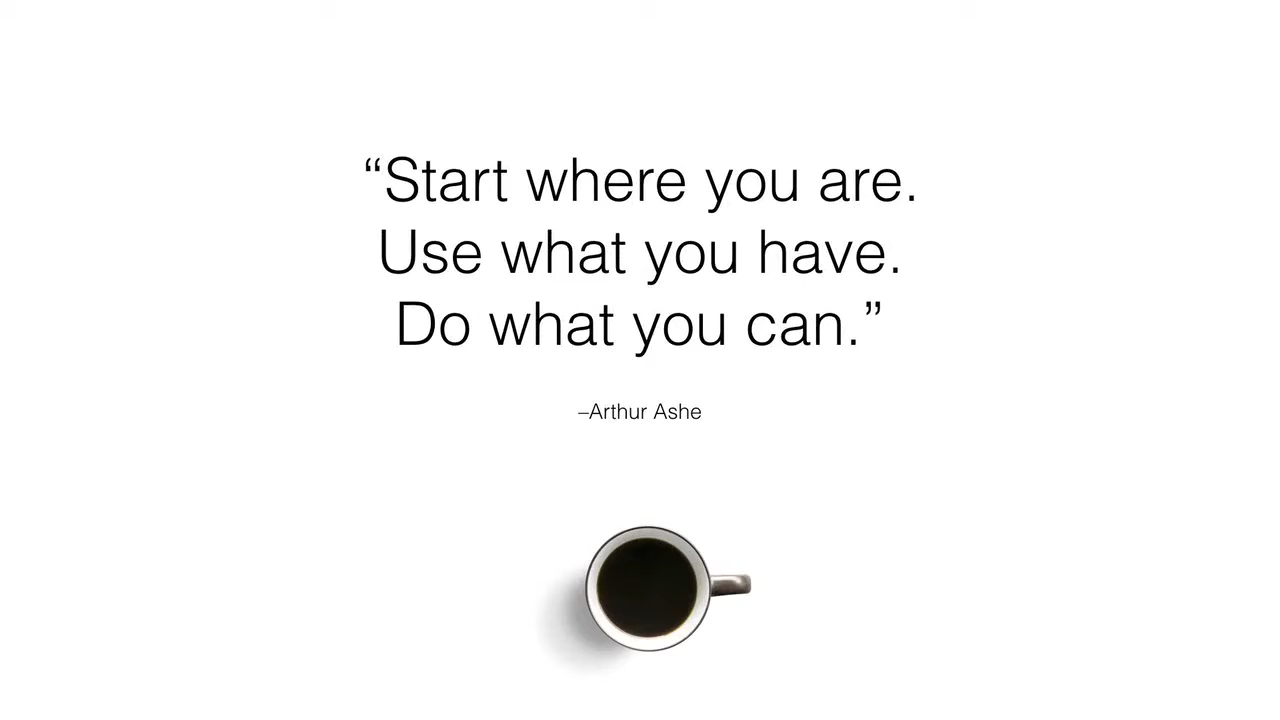 “Start where you are.
Use what you have.
Do what you can.”
–Arthur Ashe